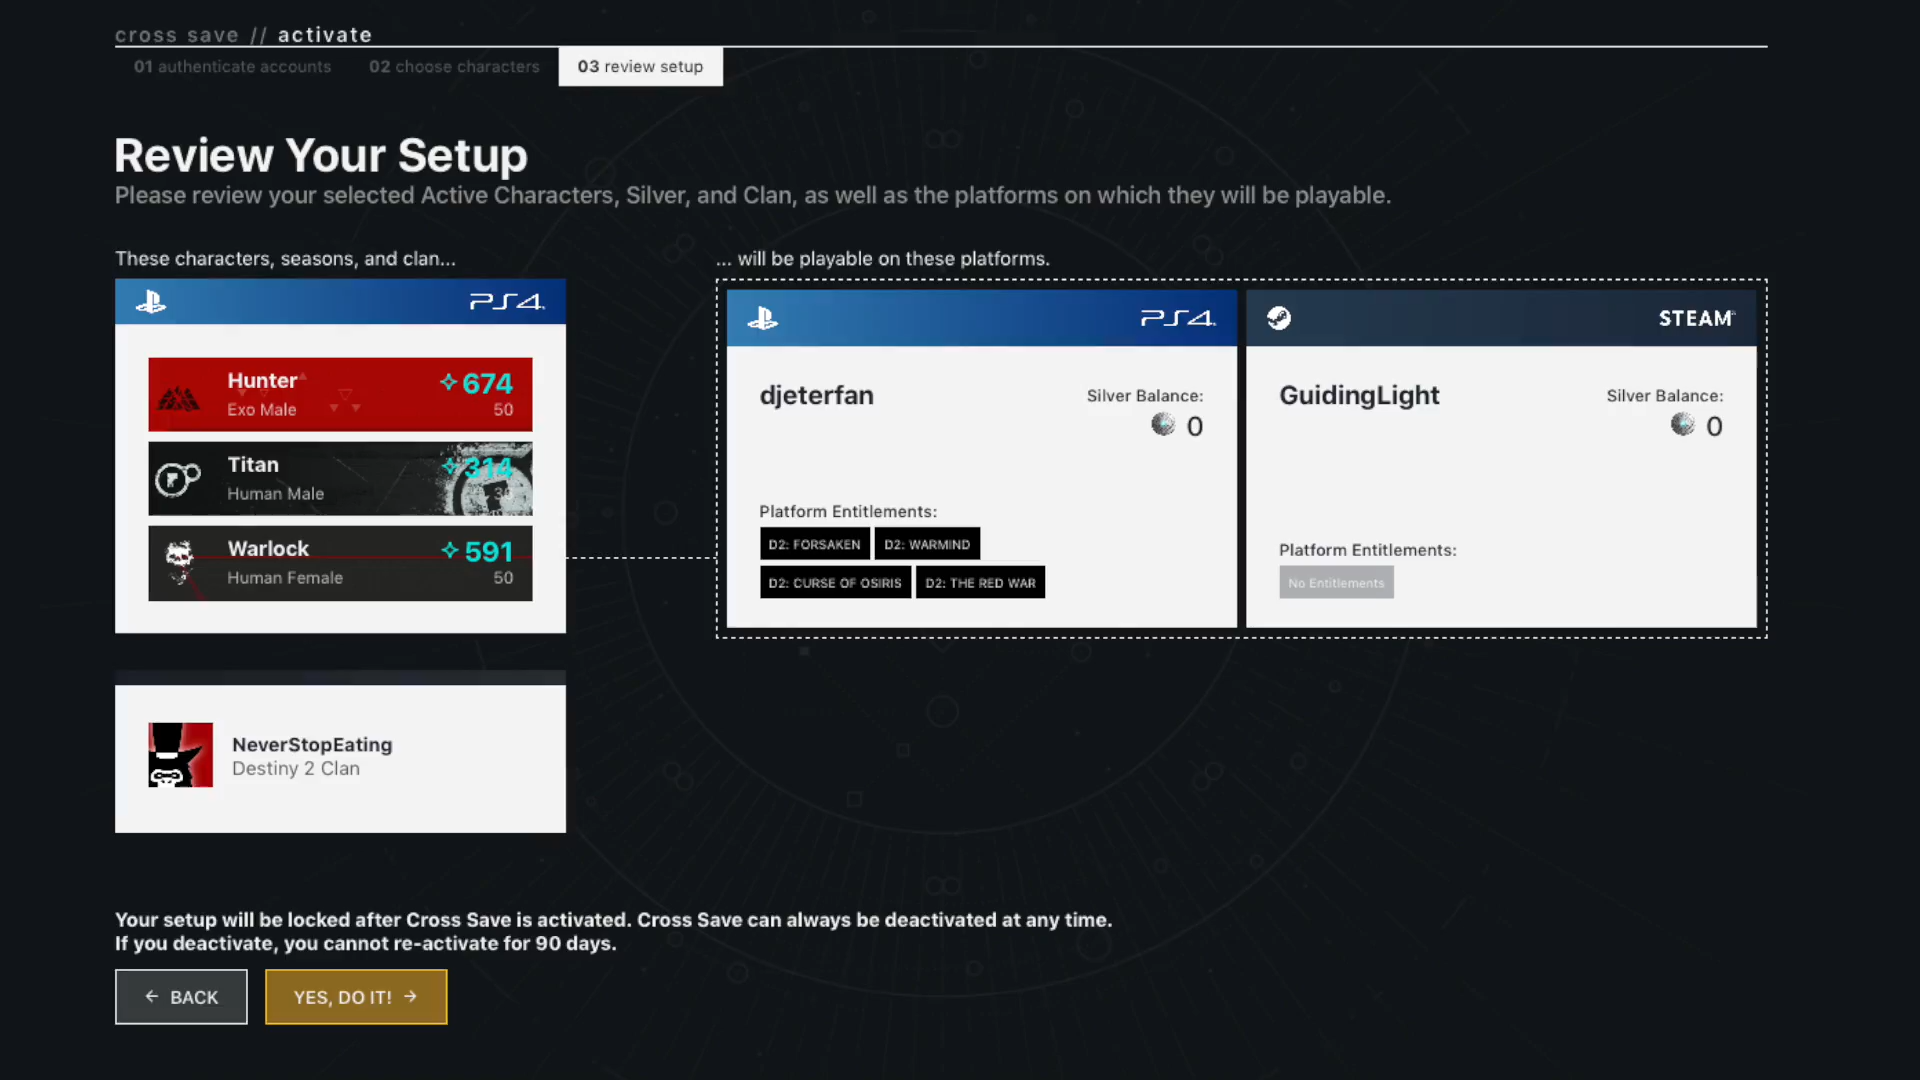 cross save // activate
01 authenticate accounts
02 choose characters
03 review setup
Review Your Setup
Please review your selected Active Characters, Silver, and Clan, as well as the platforms on which they will be playable.
These characters, seasons, and clan...
PS4
Hunter
674
Exo Male
50
Titan
314
Human Male
30
Warlock
591
Human Female
50
NeverStopEating
Destiny 2 Clan
... will be playable on these platforms.
PS4
djeterfan
Silver Balance:
0
Platform Entitlements:
D2: FORSAKEN
D2: WARMIND
D2: CURSE OF OSIRIS
D2: THE RED WAR
STEAM
GuidingLight
Silver Balance:
0
Platform Entitlements:
No Entitlements
Your setup will be locked after Cross Save is activated. Cross Save can always be deactivated at any time.
If you deactivate, you cannot re-activate for 90 days.
← BACK
YES, DO IT! →